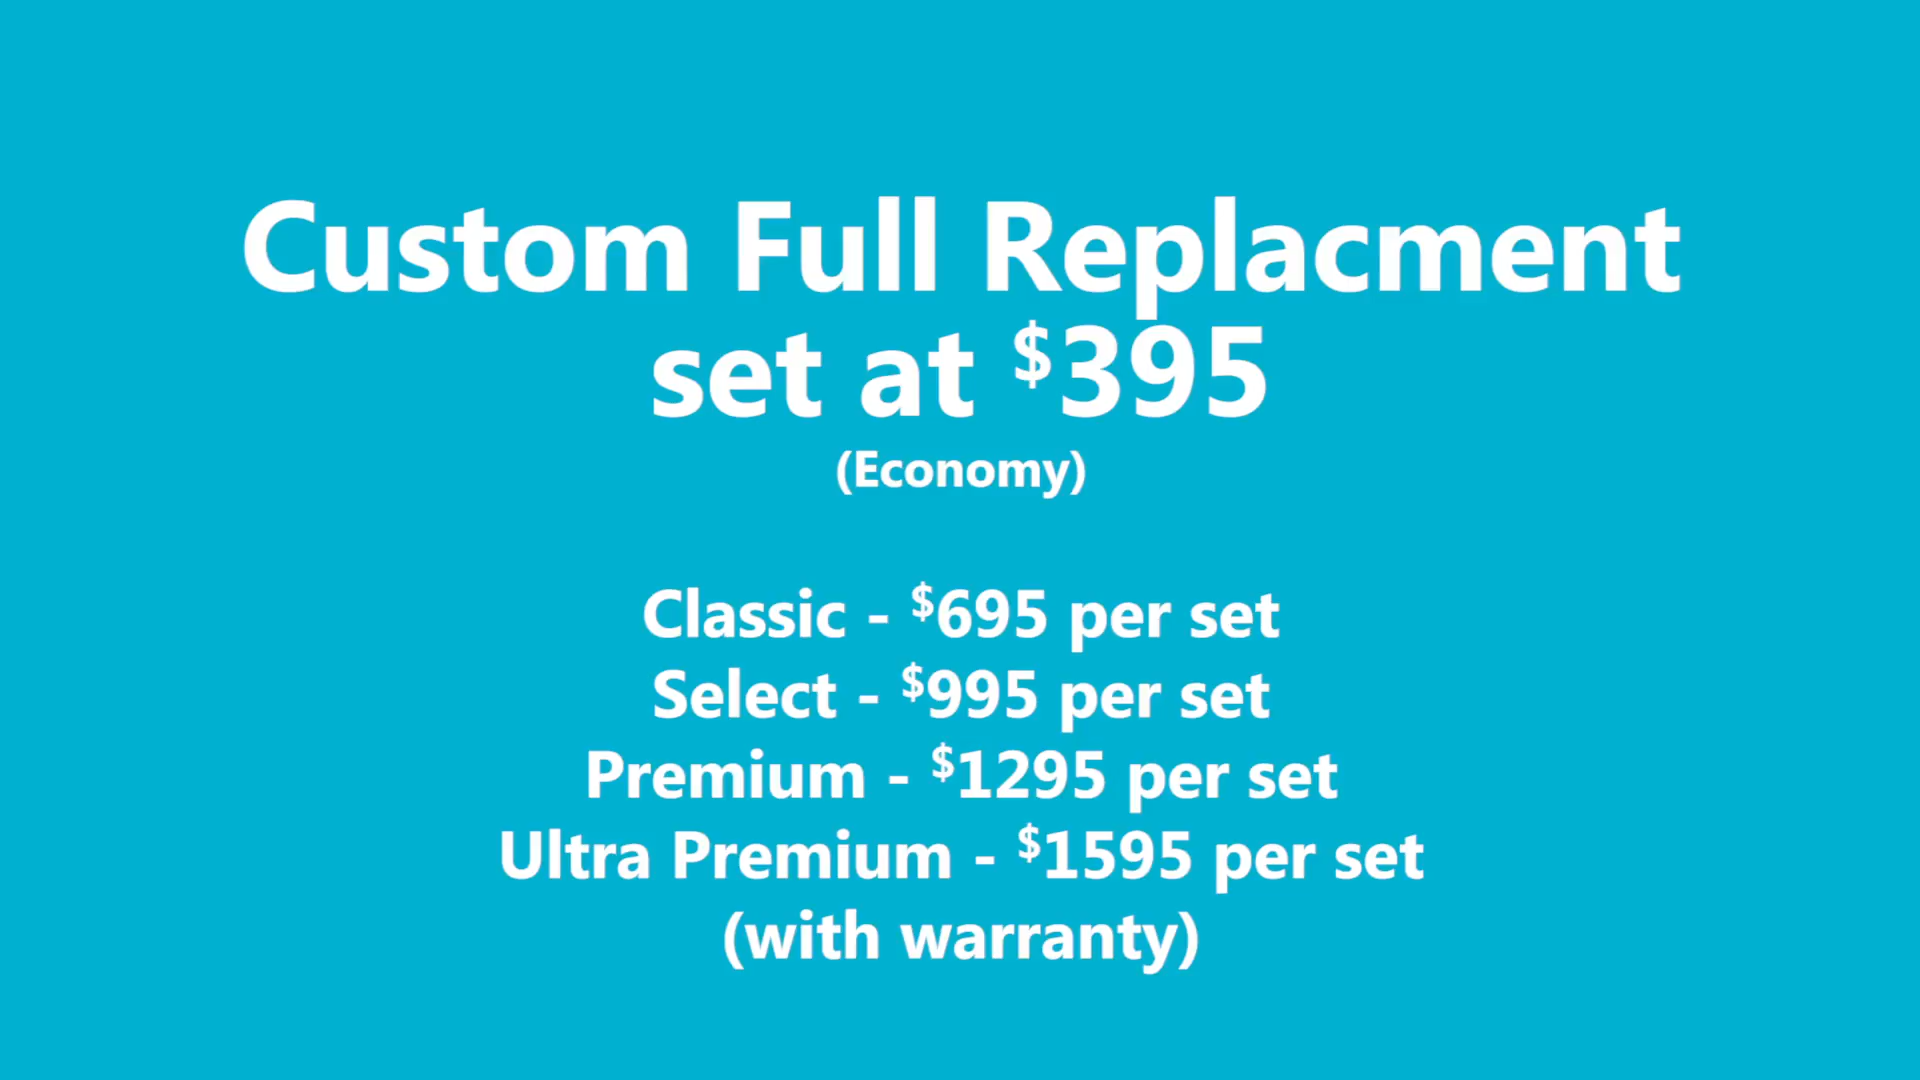 Custom Full Replacment
set at $395
(Economy)
Classic - $695 per set
Select - $995 per set
Premium - $1295 per set
Ultra Premium - $1595 per set
(with warranty)